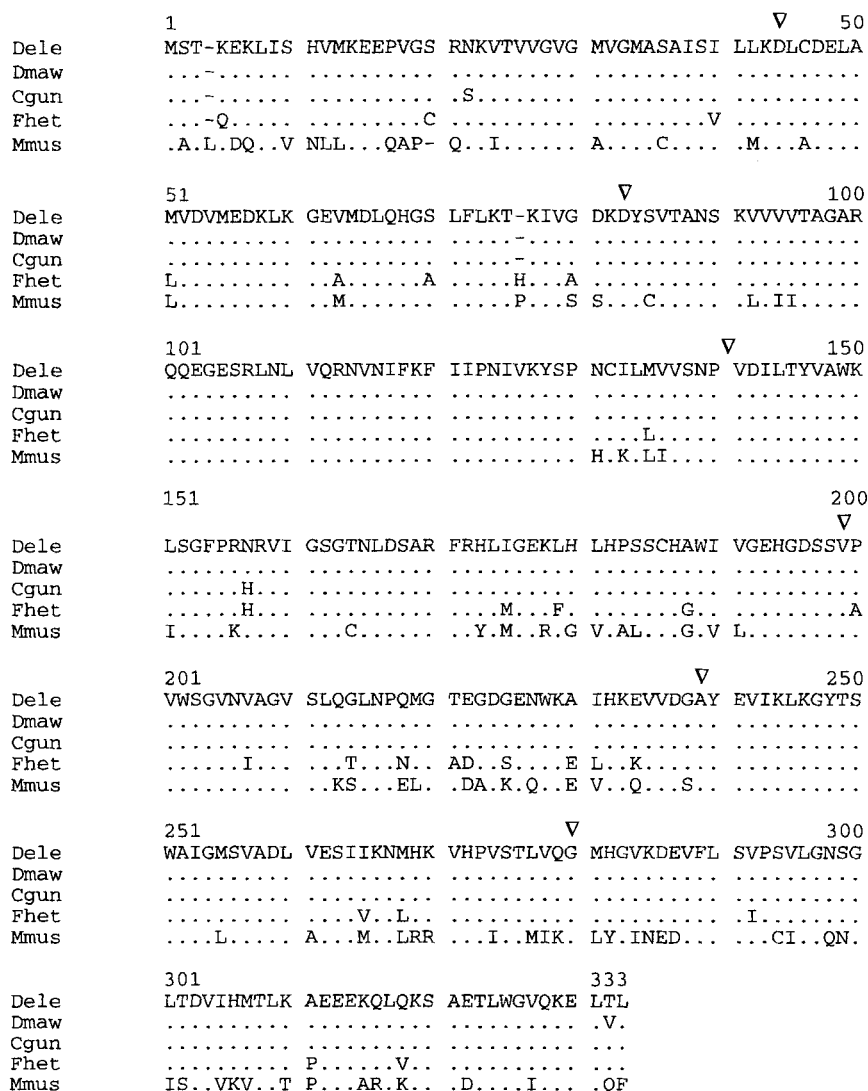 ∇
1 50
Dele MST-KEKLIS HVMKEEPVGS RNKVTVVGVG MVGMASAISI LLKDLCDELA
Dmaw ...-...... .......... .......... .......... ..........
Cgun ...-...... .......... .S........ .......... ..........
Fhet ...-Q..... .........C .......... .........V ..........
Mmus .A.L.DQ..V NLL...QAP- Q..I...... A....C.... .M...A....
∇
51 100
Dele MVDVMEDKLK GEVMDLQHGS LFLKT-KIVG DKDYSVTANS KVVVVTAGAR
Dmaw .......... .......... .....-.... .......... ..........
Cgun .......... .......... .....-.... .......... ..........
Fhet L......... ..A......A .....H...A .......... ..........
Mmus L......... ..M....... .....P...S S...C..... .L.II.....
∇
101 150
Dele QQEGESRLNL VQRNVNIFKF IIPNIVKYSP NCILMVVSNP VDILTYVAWK
Dmaw .......... .......... .......... .......... ..........
Cgun .......... .......... .......... .......... ..........
Fhet .......... .......... .......... ....L..... ..........
Mmus .......... .......... .......... H.K.LI.... ..........
151 200
∇
Dele LSGFPRNRVI GSGTNLDSAR FRHLIGEKLH LHPSSCHAWI VGEHGDSSVP
Dmaw .......... .......... .......... .......... ..........
Cgun ......H... .......... .......... .......... ..........
Fhet ......H... .......... ....M...F. .......G.. .........A
Mmus I....K.... ...C...... ..Y.M..R.G V.AL...G.V L.........
∇
201 250
Dele VWSGVNVAGV SLQGLNPQMG TEGDGENWKA IHKEVVDGAY EVIKLKGYTS
Dmaw .......... .......... .......... .......... ..........
Cgun .......... .......... .......... .......... ..........
Fhet ......I... ...T...N.. AD..S....E L..K...... ..........
Mmus .......... ..KS...EL. .DA.K.Q..E V..Q...S.. ..........
∇
251 300
Dele WAIGMSVADL VESIIKNMHK VHPVSTLVQG MHGVKDEVFL SVPSVLGNSG
Dmaw .......... .......... .......... .......... ..........
Cgun .......... .......... .......... .......... ..........
Fhet .......... ....V..L.. .......... .......... .I........
Mmus ....L..... A...M..LRR ...I..MIK. LY.INED... ...CI..QN.
301 333
Dele LTDVIHMTLK AEEEKQLQKS AETLWGVQKE LTL
Dmaw .......... .......... .......... .V.
Cgun .......... .......... .......... ...
Fhet .......... P......V.. .......... ...
Mmus IS..VKV..T P...AR.K.. .D....I... .OF